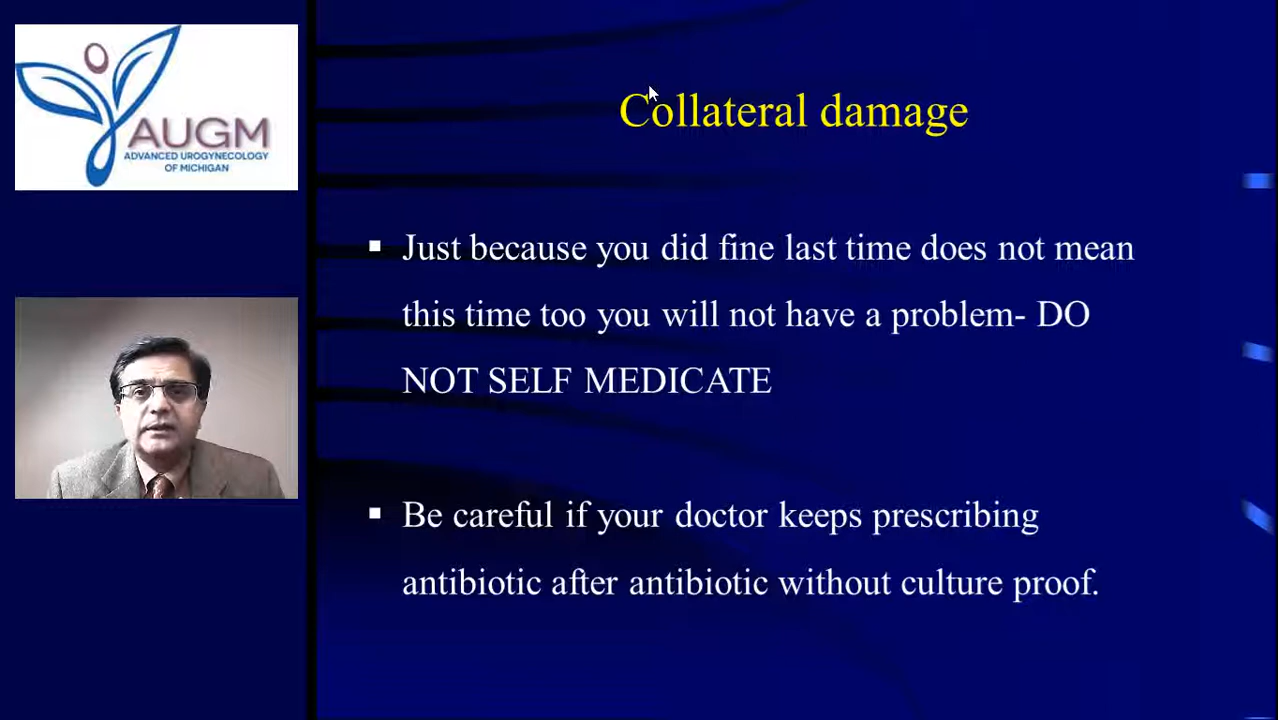 AUGM
ADVANCED UROGYNECOLOGY
OF MICHIGAN
Collateral damage
▪ Just because you did fine last time does not mean
this time too you will not have a problem- DO
NOT SELF MEDICATE
▪ Be careful if your doctor keeps prescribing
antibiotic after antibiotic without culture proof.